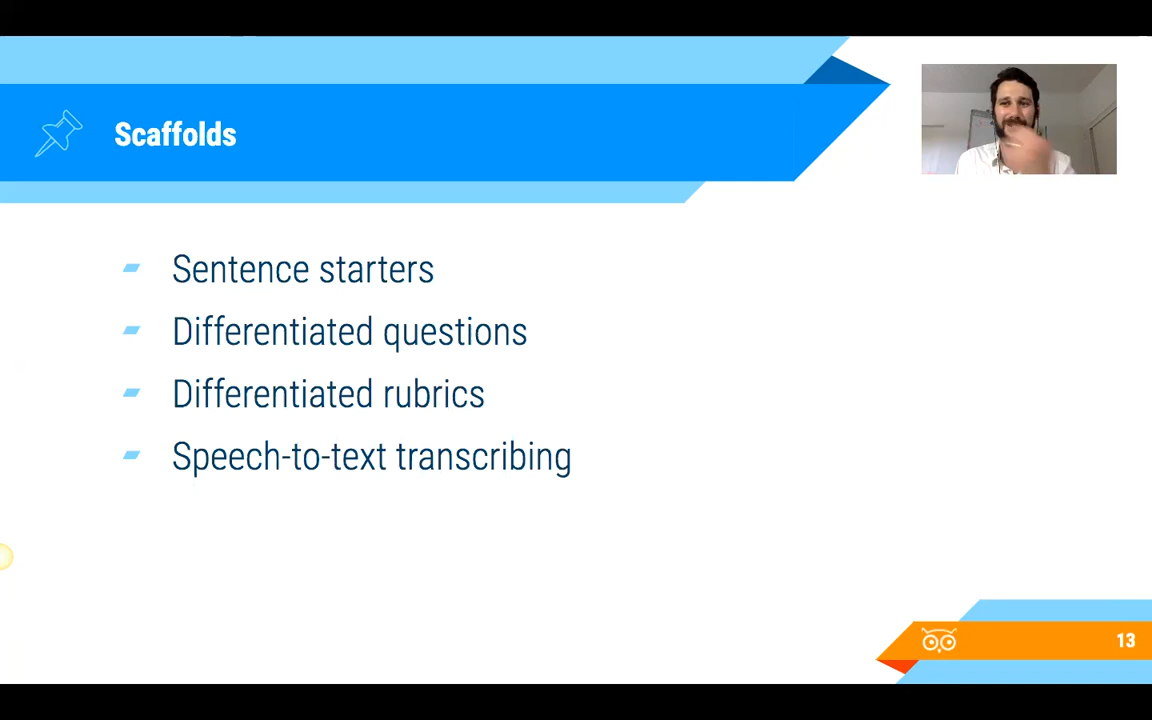 Scaffolds
Sentence starters
Differentiated questions
Differentiated rubrics
Speech-to-text transcribing
13